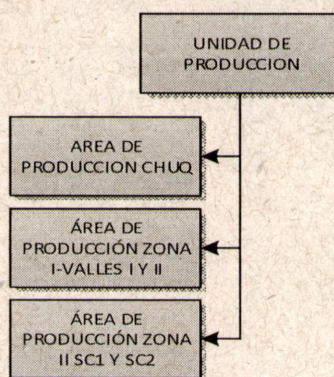 UNIDAD DE
PRODUCCION
AREA DE
PRODUCCION CHUQ
ÁREA DE
PRODUCCIÓN ZONA
I-VALLES I Y II
ÁREA DE
PRODUCCIÓN ZONA
II SC1 Y SC2